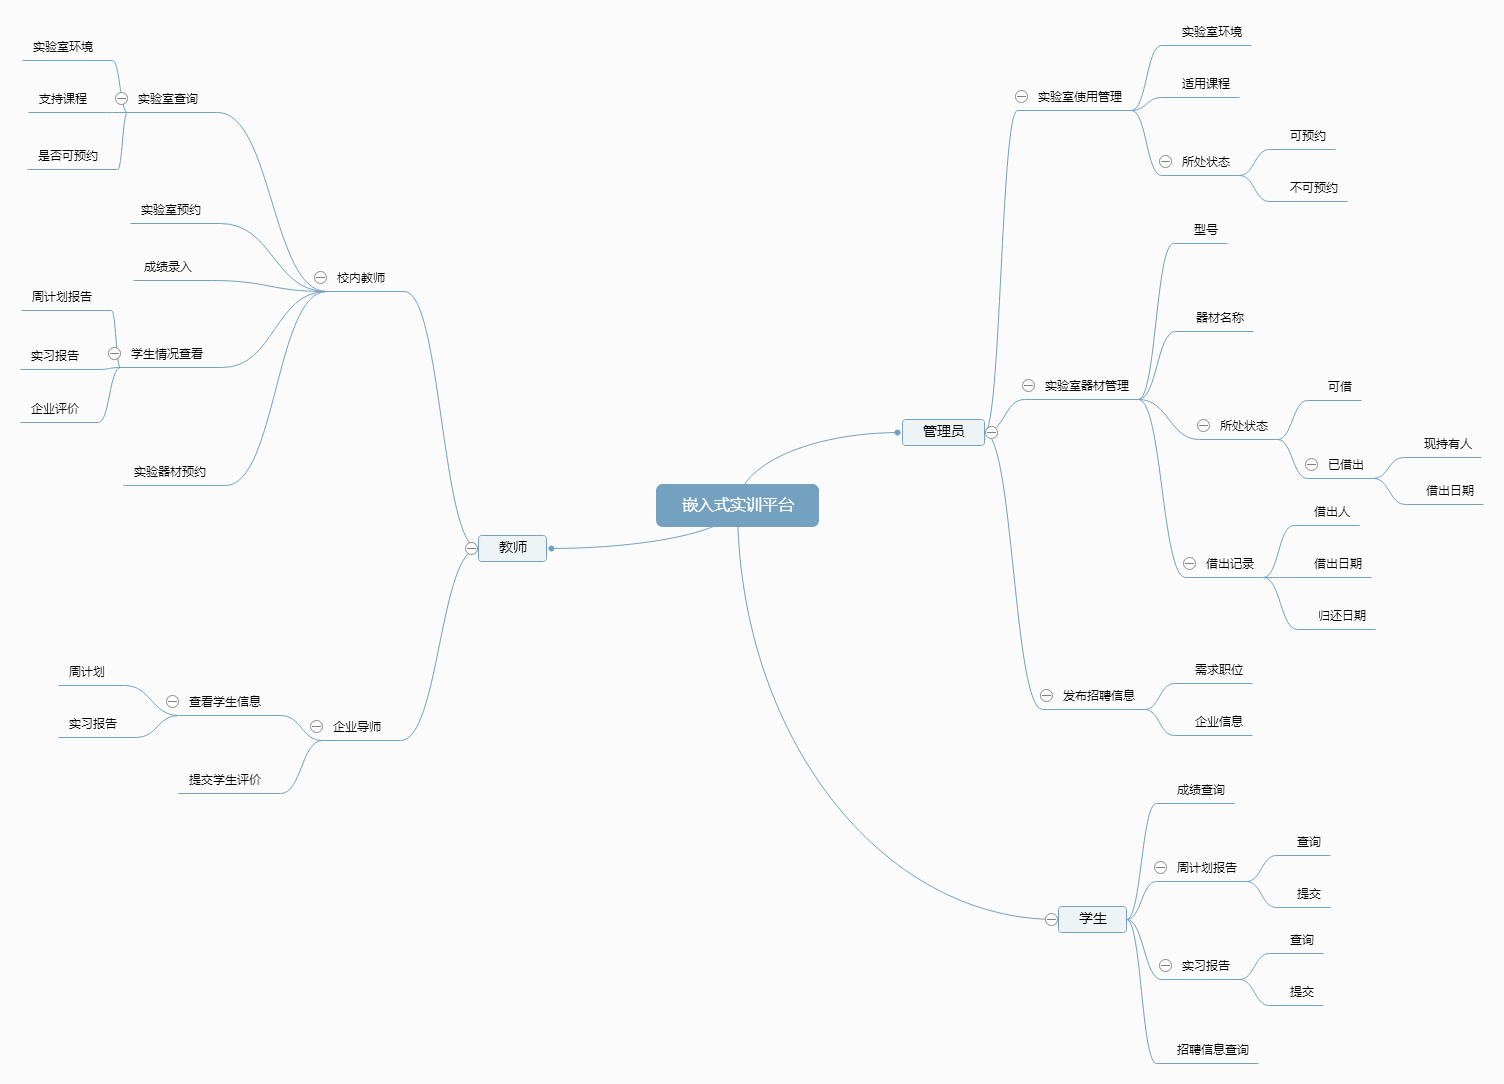 嵌入式实训平台
管理员
实验室使用管理
实验室环境
适用课程
所处状态
可预约
不可预约
实验室器材管理
型号
器材名称
所处状态
可借
已借出
现持有人
借出日期
借出记录
借出人
借出日期
归还日期
发布招聘信息
需求职位
企业信息
学生
成绩查询
周计划报告
查询
提交
实习报告
查询
提交
招聘信息查询
教师
校内教师
实验室查询
实验室环境
支持课程
是否可预约
实验室预约
成绩录入
学生情况查看
周计划报告
实习报告
企业评价
实验器材预约
企业导师
查看学生信息
周计划
实习报告
提交学生评价